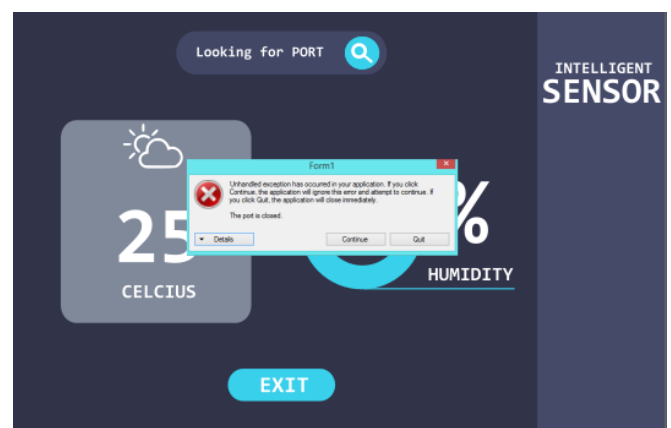 Looking for PORT
INTELLIGENT
SENSOR
Form1
Unhandled exception has occurred in your application. If you click
Continue, the application will ignore this error and attempt to continue. If
you click Quit, the application will close immediately.
The port is closed.
Details
Continue
Quit
25
CELCIUS
%
HUMIDITY
EXIT